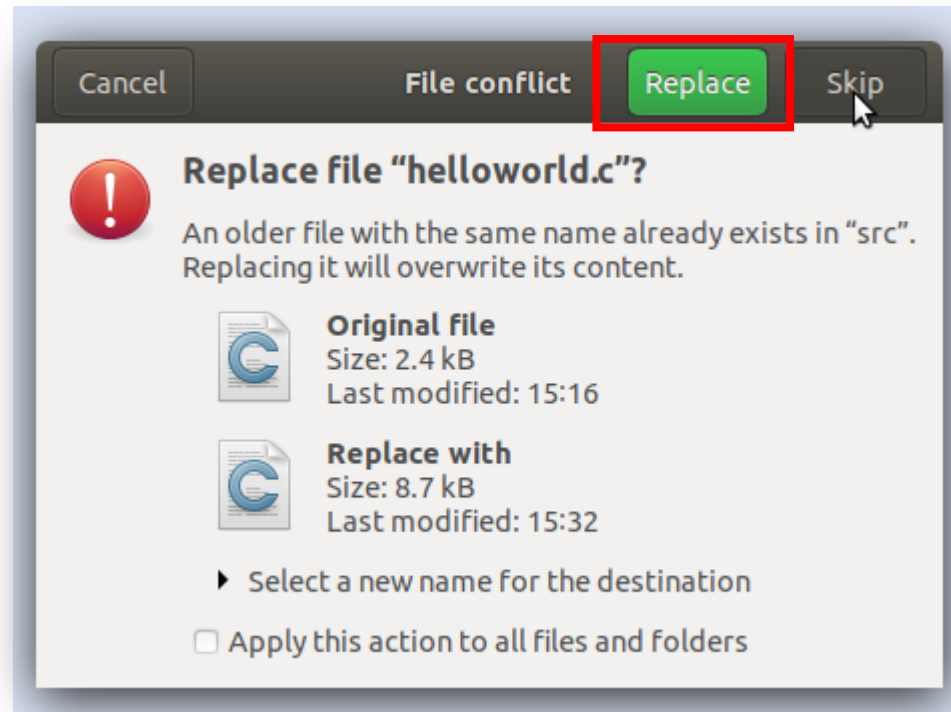 Cancel File conflict Replace Skip
Replace file “helloworld.c”?
An older file with the same name already exists in “src”.
Replacing it will overwrite its content.
Original file
Size: 2.4 kB
Last modified: 15:16
Replace with
Size: 8.7 kB
Last modified: 15:32
Select a new name for the destination
Apply this action to all files and folders